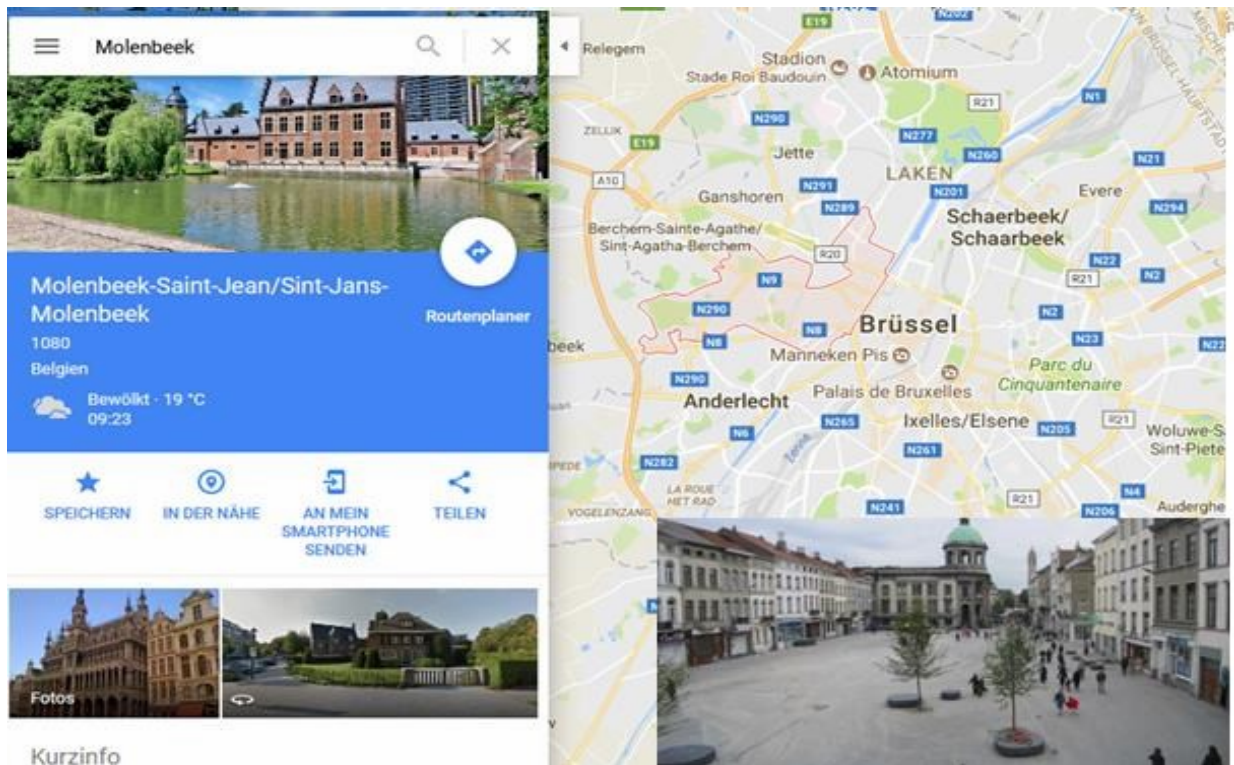 Molenbeek
Molenbeek-Saint-Jean/Sint-Jans-
Molenbeek
1080
Belgien
Bewölkt · 19 °C
09:23
Routenplaner
SPEICHERN
IN DER NÄHE
AN MEIN
SMARTPHONE
SENDEN
TEILEN
Fotos
Kurzinfo
E19
N202
Relegem
Stadion
Stade Roi Baudouin
Atomium
R21
N1
N290
ZELLIK
E19
N277
Jette
N260
LAKEN
N21
A10
Ganshoren
N291
N201
Evere
N289
N294
Schaerbeek/
Schaarbeek
Berchem-Sainte-Agathe/
Sint-Agatha-Berchem
R20
N22
N9
R21
N2
N290
N2
N8
Brüssel
N8
N23
N22
beek
Manneken Pis
Parc du
Cinquantenaire
N290
Palais de Bruxelles
Anderlecht
N265
Ixelles/Elsene
N205
R21
Woluwe-S
Sint-Piete
N6
N261
Zenne
N282
LA ROUE
HET RAD
R21
N4
VOGELENZANG
N241
N206
Auderghe